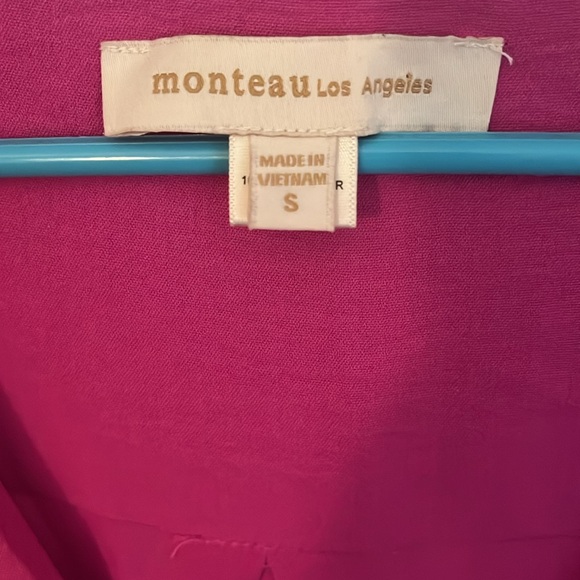 monteau Los Angeles
MADE IN
VIETNAM
S
R